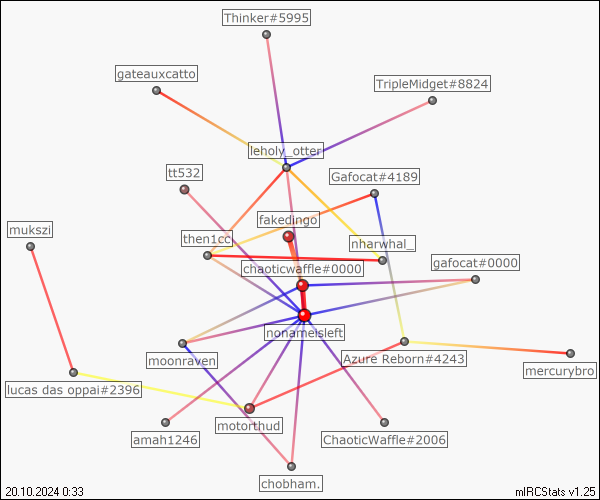 Thinker#5995
gateauxcatto
TripleMidget#8824
leholy_otter
tt532
Gafocat#4189
fakedingo
mukszi
then1cc
nharwhal_
chaoticwaffle#0000
gafocat#0000
nonameisleft
moonraven
Azure Reborn#4243
mercurybro
lucas das oppai#2396
motorthud
amah1246
ChaoticWaffle#2006
chobham.
20.10.2024 0:33
mIRCStats v1.25